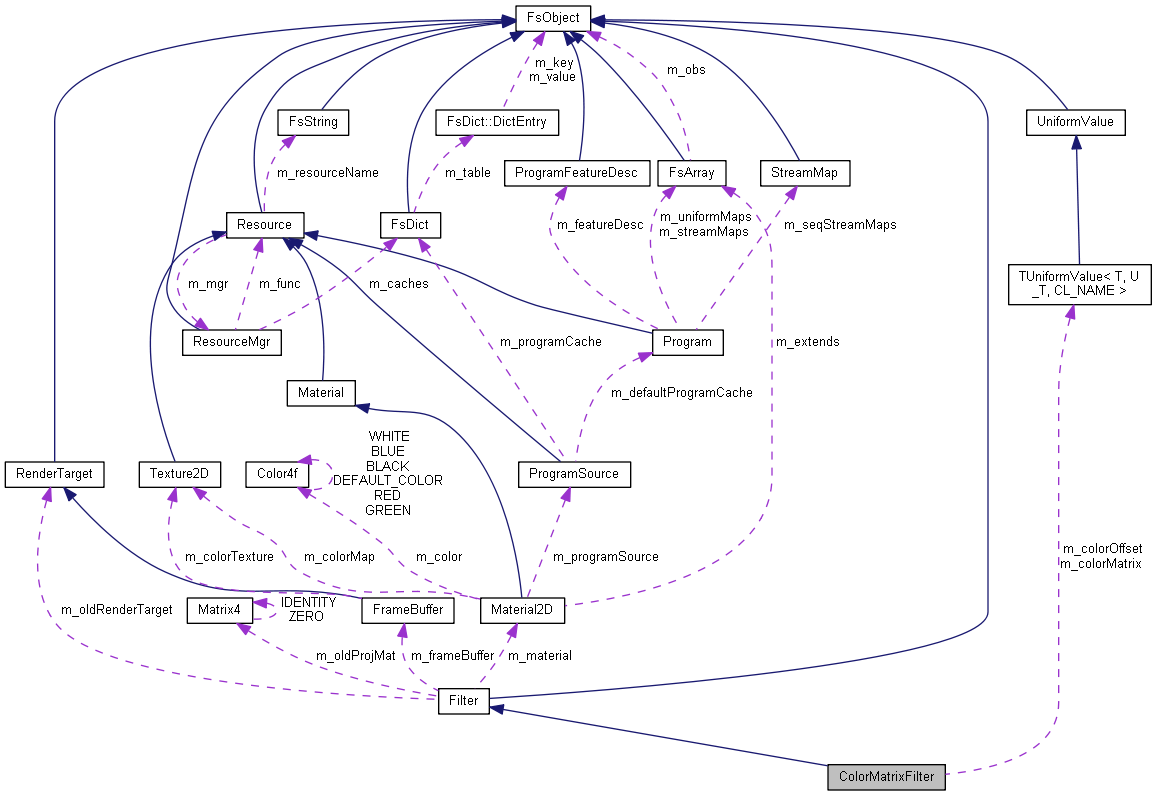 FsObject
m_key
m_value
m_obs
FsString
FsDict::DictEntry
UniformValue
m_resourceName
m_table
ProgramFeatureDesc
FsArray
StreamMap
Resource
FsDict
m_featureDesc
m_uniformMaps
m_streamMaps
m_seqStreamMaps
m_mgr
m_func
m_caches
TUniformValue< T, U
_T, CL_NAME >
ResourceMgr
m_programCache
Program
m_extends
Material
m_defaultProgramCache
WHITE
BLUE
BLACK
DEFAULT_COLOR
RED
GREEN
RenderTarget
Texture2D
Color4f
ProgramSource
m_colorTexture
m_colorMap
m_color
m_programSource
m_colorOffset
m_colorMatrix
m_oldRenderTarget
Matrix4
IDENTITY
ZERO
FrameBuffer
Material2D
m_oldProjMat
m_frameBuffer
m_material
Filter
ColorMatrixFilter